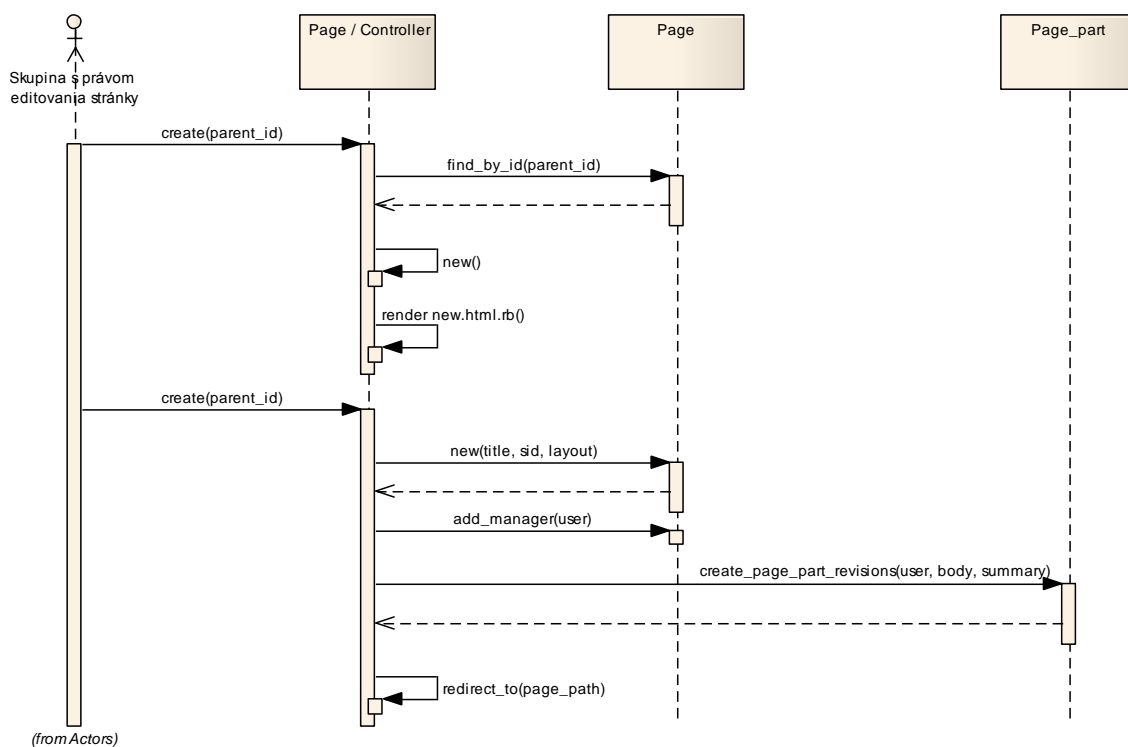 Page / Controller
Page
Page_part
Skupina s právom
editovania stránky
create(parent_id)
find_by_id(parent_id)
new()
render new.html.rb()
create(parent_id)
new(title, sid, layout)
add_manager(user)
create_page_part_revisions(user, body, summary)
redirect_to(page_path)
(from Actors)